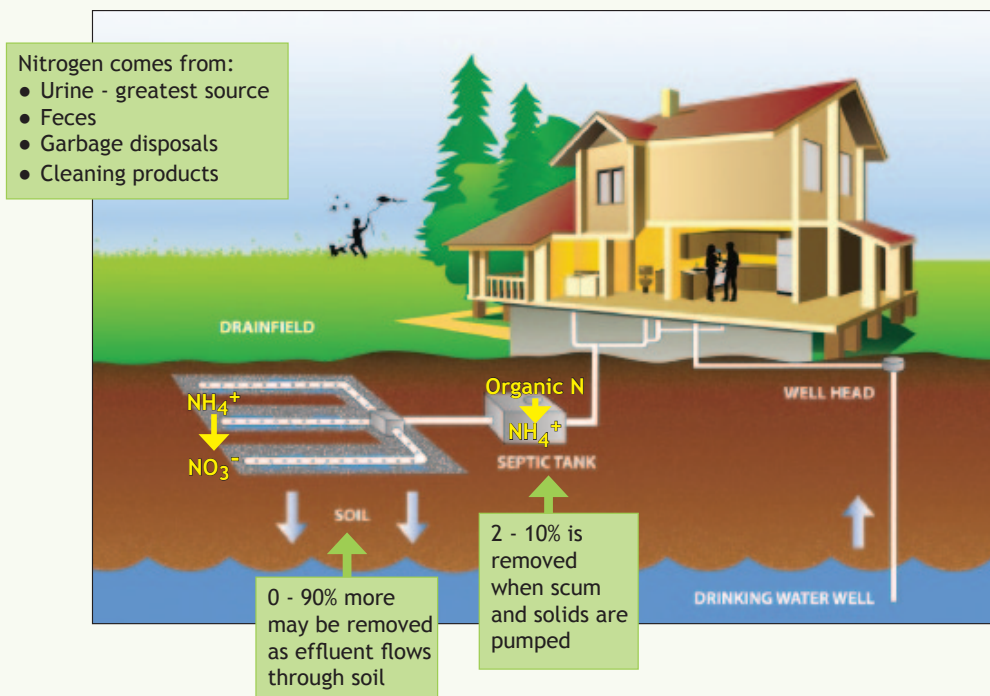 Nitrogen comes from:
● Urine - greatest source
● Feces
● Garbage disposals
● Cleaning products
DRAINFIELD
NH₄⁺
NO₃⁻
Organic N
NH₄⁺
SEPTIC TANK
WELL HEAD
SOIL
0 - 90% more
may be removed
as effluent flows
through soil
2 - 10% is
removed
when scum
and solids are
pumped
DRINKING WATER WELL